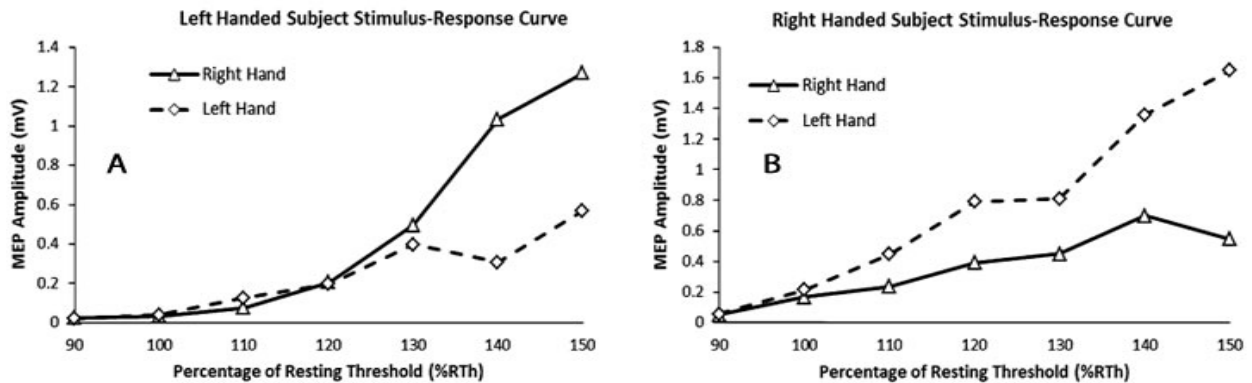 Left Handed Subject Stimulus-Response Curve
MEP Amplitude (mV)
1.4
1.2
1
0.8
0.6
0.4
0.2
0
Right Hand
Left Hand
A
90 100 110 120 130 140 150
Percentage of Resting Threshold (%RTh)
Right Handed Subject Stimulus-Response Curve
MEP Amplitude (mV)
1.8
1.6
1.4
1.2
1
0.8
0.6
0.4
0.2
0
Right Hand
Left Hand
B
90 100 110 120 130 140 150
Percentage of Resting Threshold (%RTh)